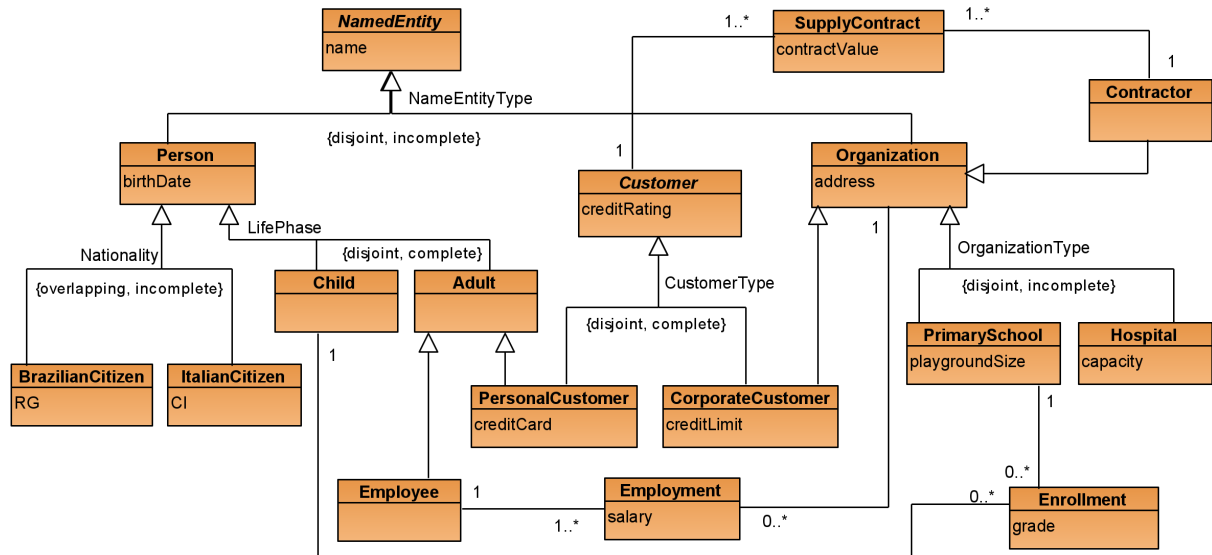 NamedEntity
name
1..*
SupplyContract
contractValue
1..*
1
Contractor
NameEntityType
{disjoint, incomplete}
Person
birthDate
1
Customer
creditRating
Organization
address
1
Nationality
{overlapping, incomplete}
LifePhase
{disjoint, complete}
Child
1
Adult
CustomerType
{disjoint, complete}
OrganizationType
{disjoint, incomplete}
PrimarySchool
playgroundSize
1
Hospital
capacity
BrazilianCitizen
RG
ItalianCitizen
CI
PersonalCustomer
creditCard
CorporateCustomer
creditLimit
Employee
1
1..*
Employment
salary
0..*
0..*
0..*
Enrollment
grade